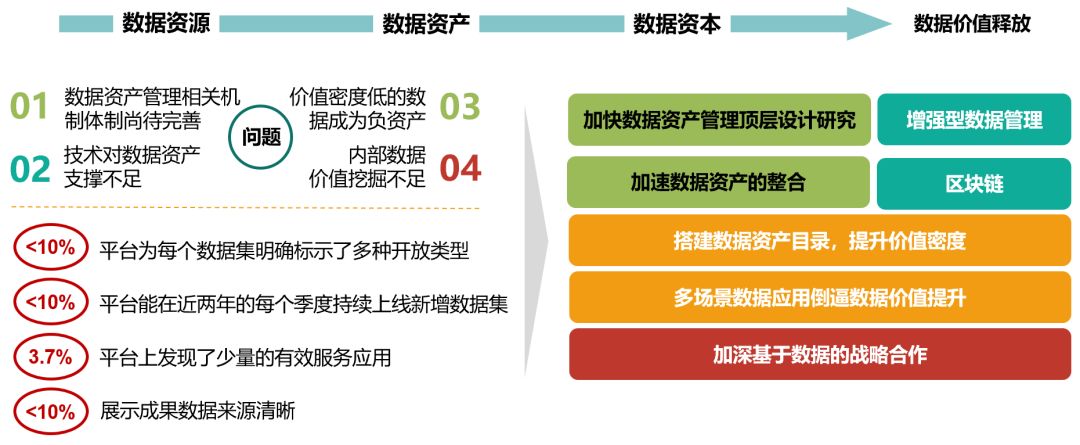 数据资源
数据资产
数据资本
数据价值释放
01
数据资产管理相关机
制体制尚待完善
02
技术对数据资产
支撑不足
问题
价值密度低的数
据成为负资产
03
内部数据
价值挖掘不足
04
<10%
平台为每个数据集明确标示了多种开放类型
<10%
平台能在近两年的每个季度持续上线新增数据集
3.7%
平台上发现了少量的有效服务应用
<10%
展示成果数据来源清晰
加快数据资产管理顶层设计研究
增强型数据管理
加速数据资产的整合
区块链
搭建数据资产目录，提升价值密度
多场景数据应用倒逼数据价值提升
加深基于数据的战略合作